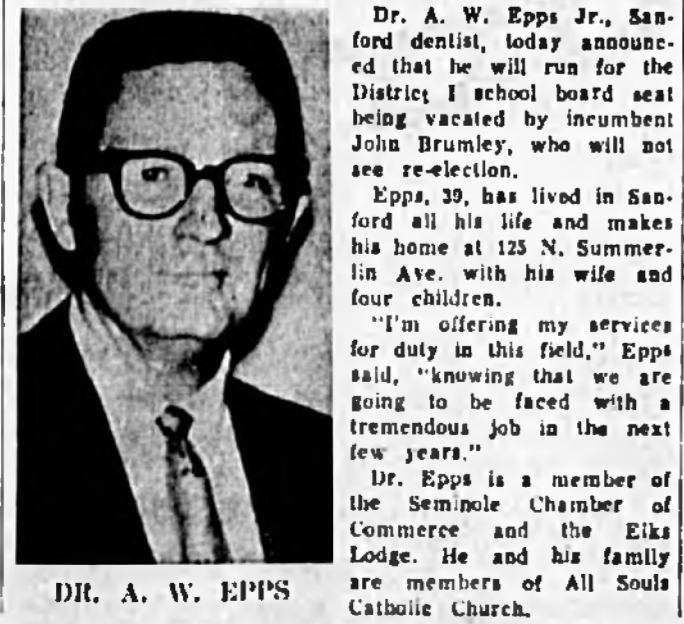 Dr. A. W. Epps Jr., San-
ford dentist, today announc-
ed that he will run for the
District I school board seat
being vacated by incumbent
John Brumley, who will not
see re-election.
Epps, 39, has lived in San-
ford all his life and makes
his home at 125 N. Summer-
lin Ave. with his wife and
four children.
"I'm offering my services
for duty in this field," Epps
said, "knowing that we are
going to be faced with a
tremendous job in the next
few years."
Dr. Epps is a member of
the Seminole Chamber of
Commerce and the Elks
Lodge. He and his family
are members of All Souls
Catholic Church.
DR. A. W. EPPS